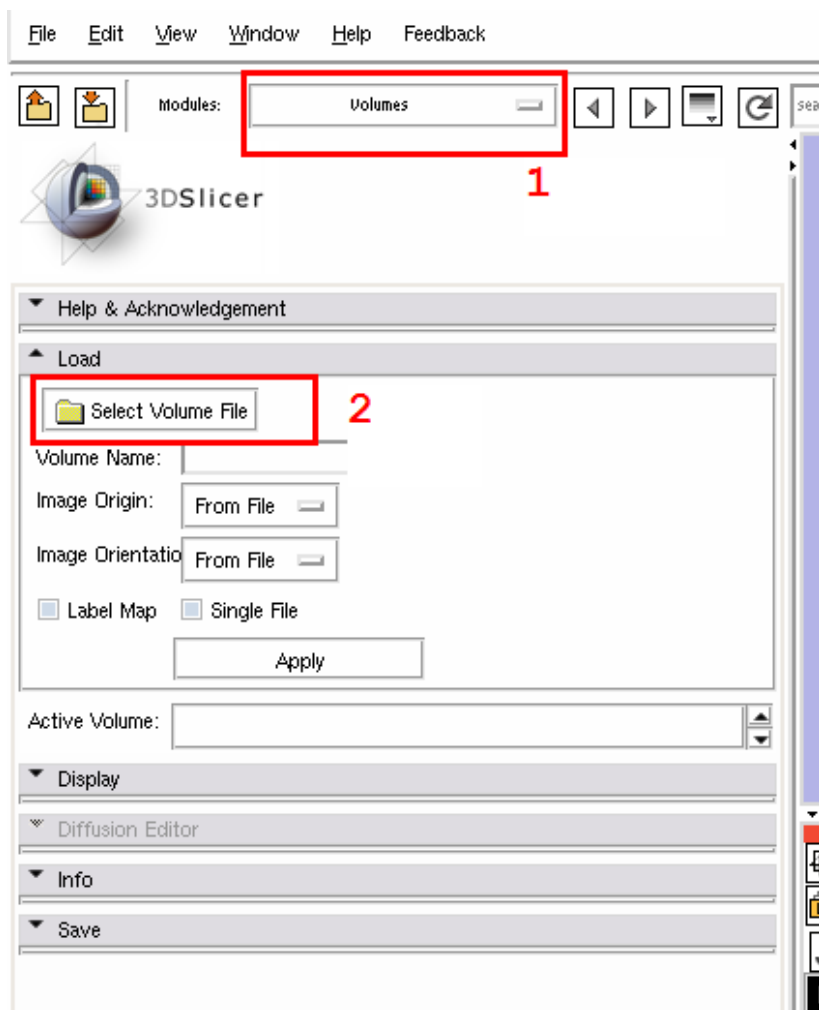 File Edit View Window Help Feedback
Modules: Volumes sea
1
3DSlicer
Help & Acknowledgement
Load
Select Volume File 2
Volume Name:
Image Origin: From File
Image Orientatio From File
Label Map Single File
Apply
Active Volume:
Display
Diffusion Editor
Info
Save